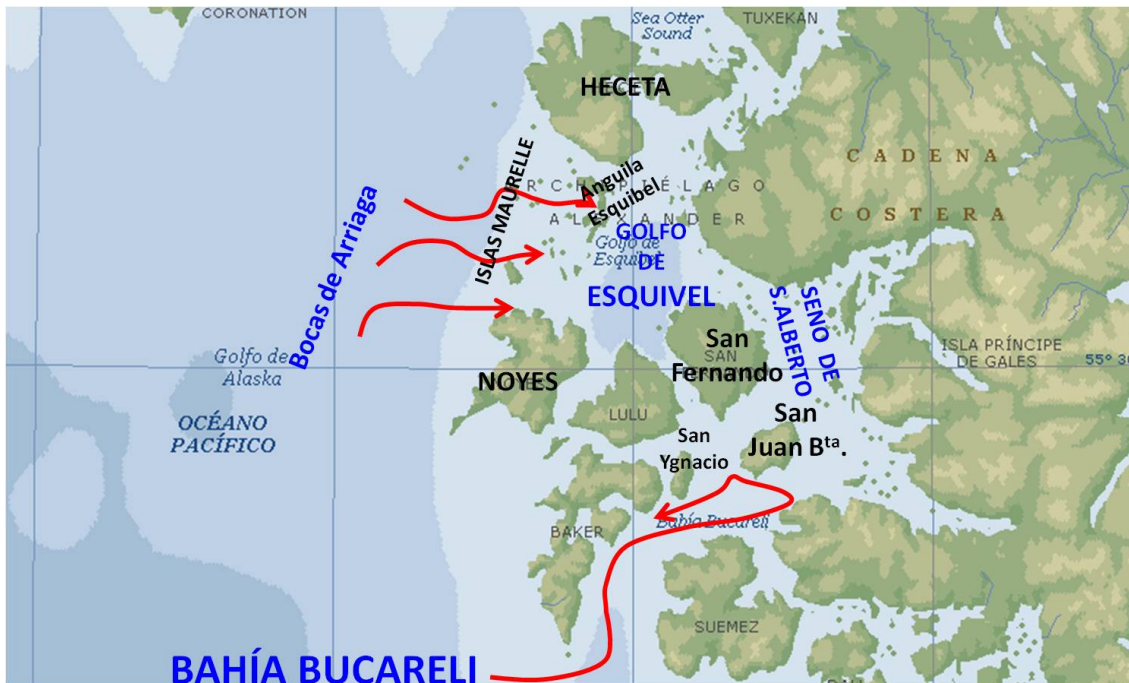 CORONATION
Sea Otter
Sound
TUXEKAN
HECETA
CADENA
COSTERA
ISLAS MAURELLE
Anguila
Esquibel
ARCHIPIÉLAGO
ALEXANDER
Bocas de Arriaga
GOLFO
DE
ESQUIVEL
Golfo de
Esquibel
SENO DE
S.ALBERTO
ISLA PRÍNCIPE
DE GALES
55° 30
Golfo de
Alaska
OCÉANO
PACÍFICO
NOYES
San
Fernando
SAN
LULU
San
Juan Bta.
San
Ygnacio
Bahía Bucareli
BAKER
SUEMEZ
BAHÍA BUCARELI